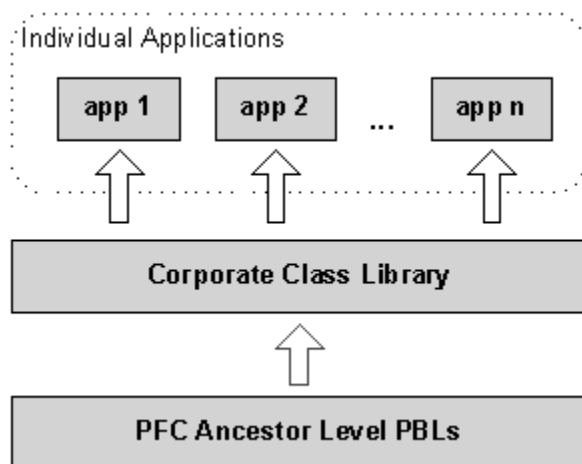 Individual Applications
app 1
app 2
...
app n
Corporate Class Library
PFC Ancestor Level PBLs